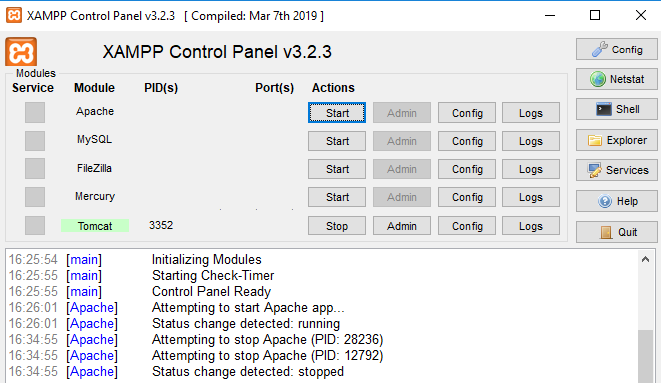 XAMPP Control Panel v3.2.3 [ Compiled: Mar 7th 2019 ]
XAMPP Control Panel v3.2.3
Config
Modules
Service Module PID(s) Port(s) Actions
Netstat
Apache Start Admin Config Logs
Shell
MySQL Start Admin Config Logs
Explorer
FileZilla Start Admin Config Logs
Services
Mercury Start Admin Config Logs
Help
Tomcat 3352 Stop Admin Config Logs
Quit
16:25:54 [main] Initializing Modules
16:25:55 [main] Starting Check-Timer
16:25:55 [main] Control Panel Ready
16:26:01 [Apache] Attempting to start Apache app...
16:26:01 [Apache] Status change detected: running
16:34:55 [Apache] Attempting to stop Apache (PID: 28236)
16:34:55 [Apache] Attempting to stop Apache (PID: 12792)
16:34:55 [Apache] Status change detected: stopped